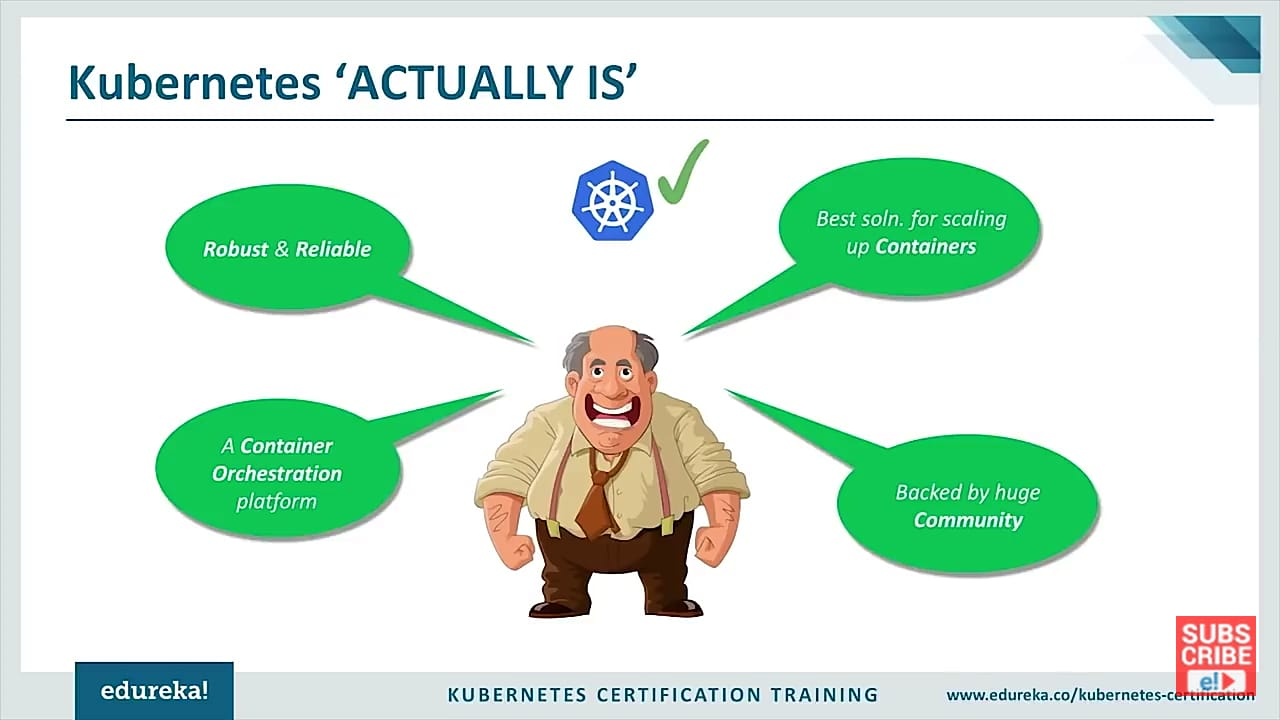 Kubernetes ‘ACTUALLY IS’
Robust & Reliable
Best soln. for scaling
up Containers
A Container
Orchestration
platform
Backed by huge
Community
SUBS
CRIBE
e!
edureka!
KUBERNETES CERTIFICATION TRAINING
www.edureka.co/kubernetes-certification